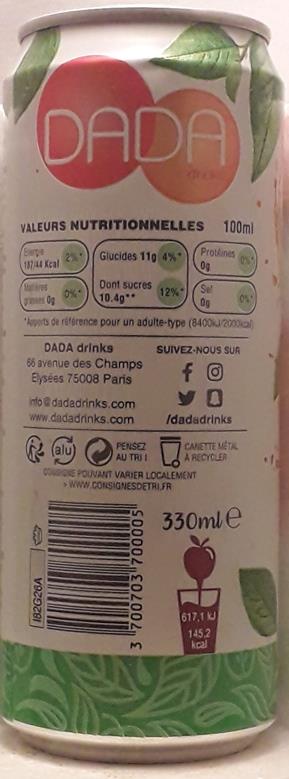 DADA
VALEURS NUTRITIONNELLES 100ml
Energie 187/44 Kcal 2%*
Glucides 11g 4%*
Protéines 0g 0%*
Matières grasses 0g 0%*
Dont sucres 10.4g** 12%*
Sel 0g 0%*
*Apports de référence pour un adulte-type (8400kJ/2000kcal)
DADA drinks
66 avenue des Champs
Elysées 75008 Paris
info@dadadrinks.com
www.dadadrinks.com
SUIVEZ-NOUS SUR
/dadadrinks
alu
PENSEZ
AU TRI !
CANETTE MÉTAL
À RECYCLER
CONSIGNE POUVANT VARIER LOCALEMENT
> WWW.CONSIGNESDETRI.FR
I82G26A
3 700703 700005
330ml e
617,1 kJ
145,2
kcal